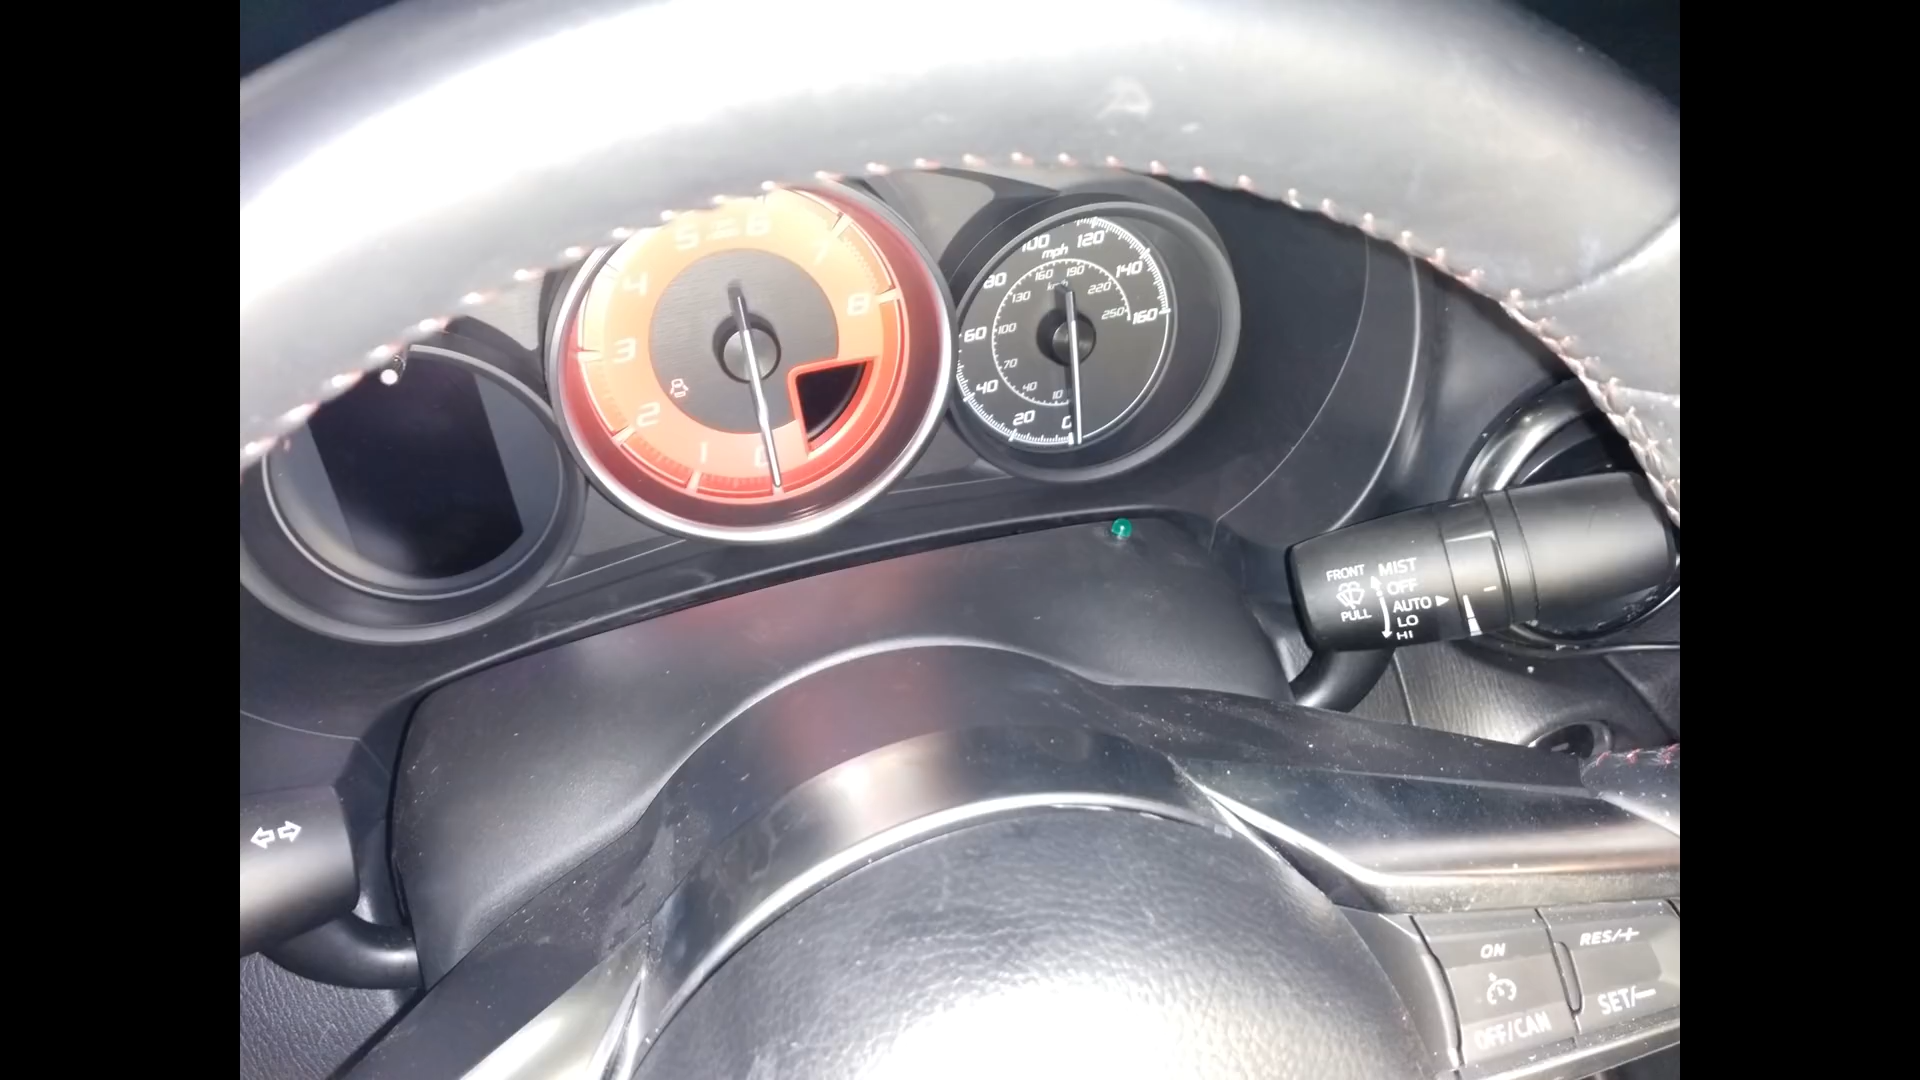 5 6
4 7
3 8
2
1
100 120
mph
80 140
60 160
40
20
0
160 190
km/h
130 220
100 250
70
40
10
FRONT MIST
OFF
PULL AUTO
LO
HI
ON
OFF/CAN
RES/+
SET/—